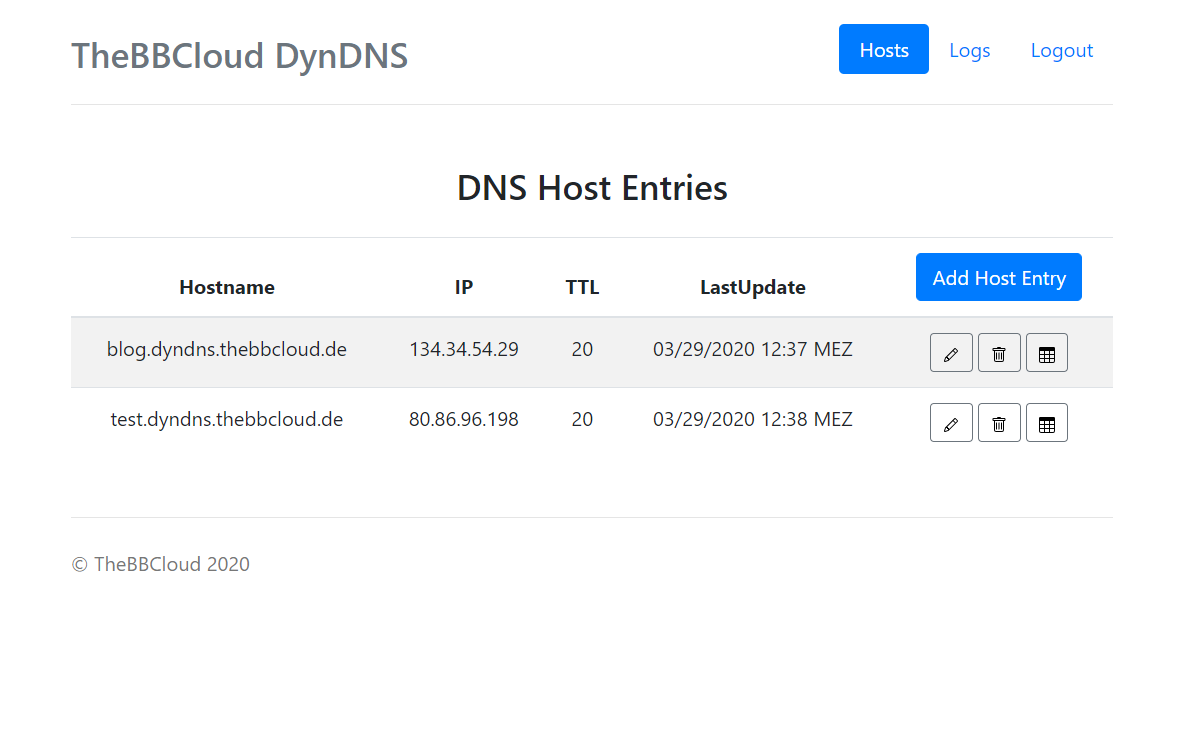 TheBBCloud DynDNS
Hosts Logs Logout
DNS Host Entries
Hostname IP TTL LastUpdate Add Host Entry
blog.dyndns.thebbcloud.de 134.34.54.29 20 03/29/2020 12:37 MEZ
test.dyndns.thebbcloud.de 80.86.96.198 20 03/29/2020 12:38 MEZ
© TheBBCloud 2020